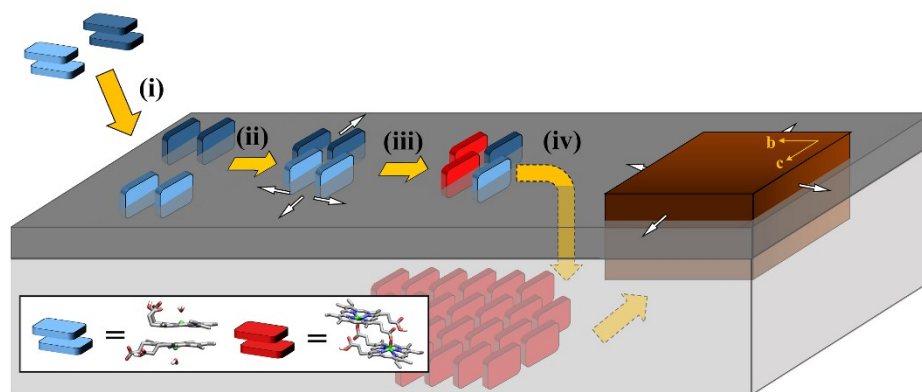 (i)
(ii)
(iii)
(iv)
b
c
=
=